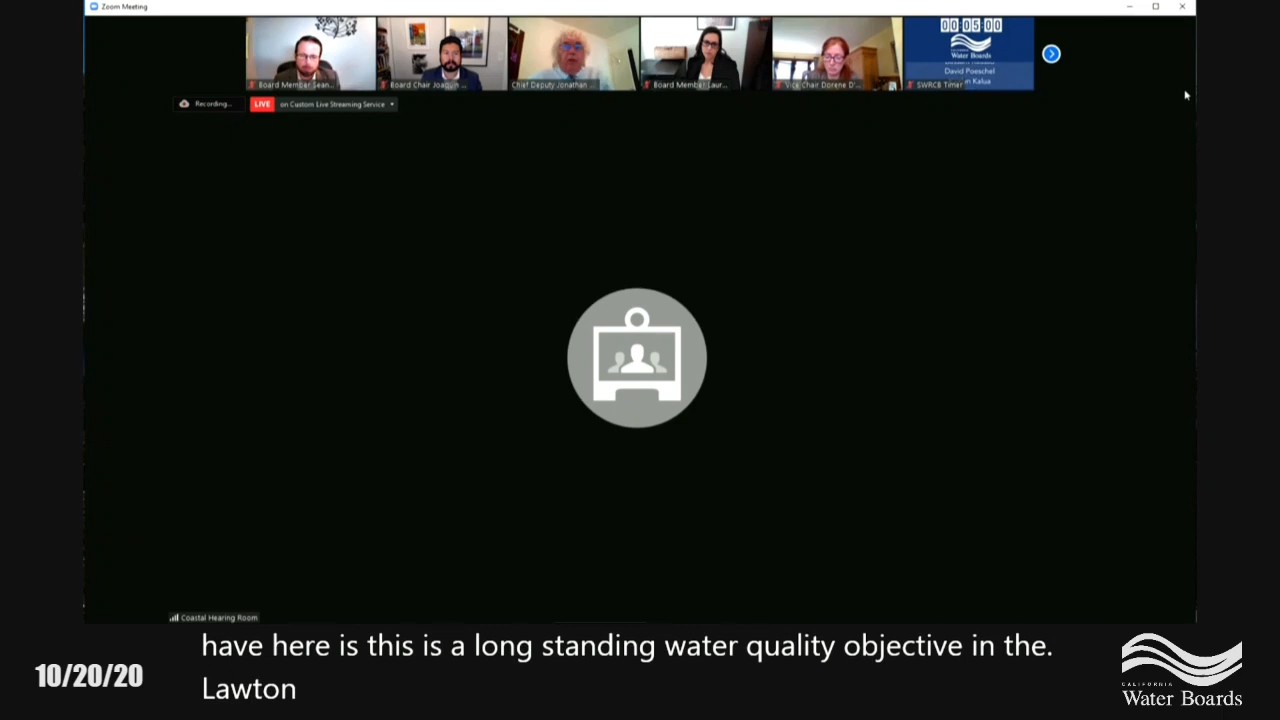 Zoom Meeting
Board Member Sean...
Board Chair Joaquin ...
Chief Deputy Jonathan ...
Board Member Laur...
Vice Chair Dorene D'...
00:05:00
CALIFORNIA
Water Boards
David Poeschel
n Kalua
SWRCB Timer
Recording...
LIVE on Custom Live Streaming Service
Coastal Hearing Room
have here is this is a long standing water quality objective in the.
Lawton
10/20/20
CALIFORNIA
Water Boards